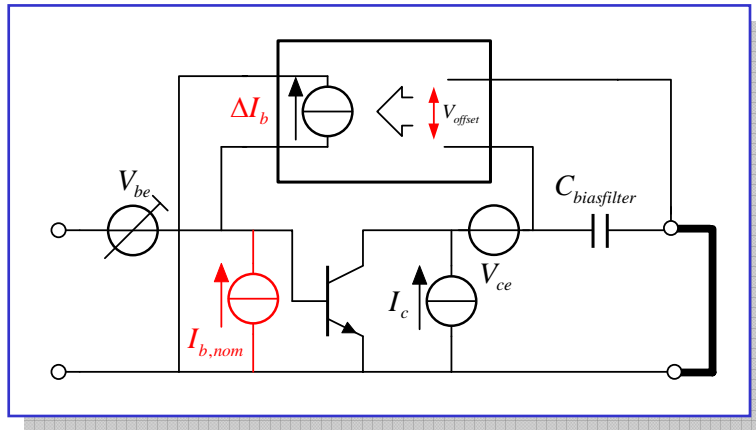 ΔI_b
V_offset
C_biasfilter
V_be
V_ce
I_c
I_b,nom